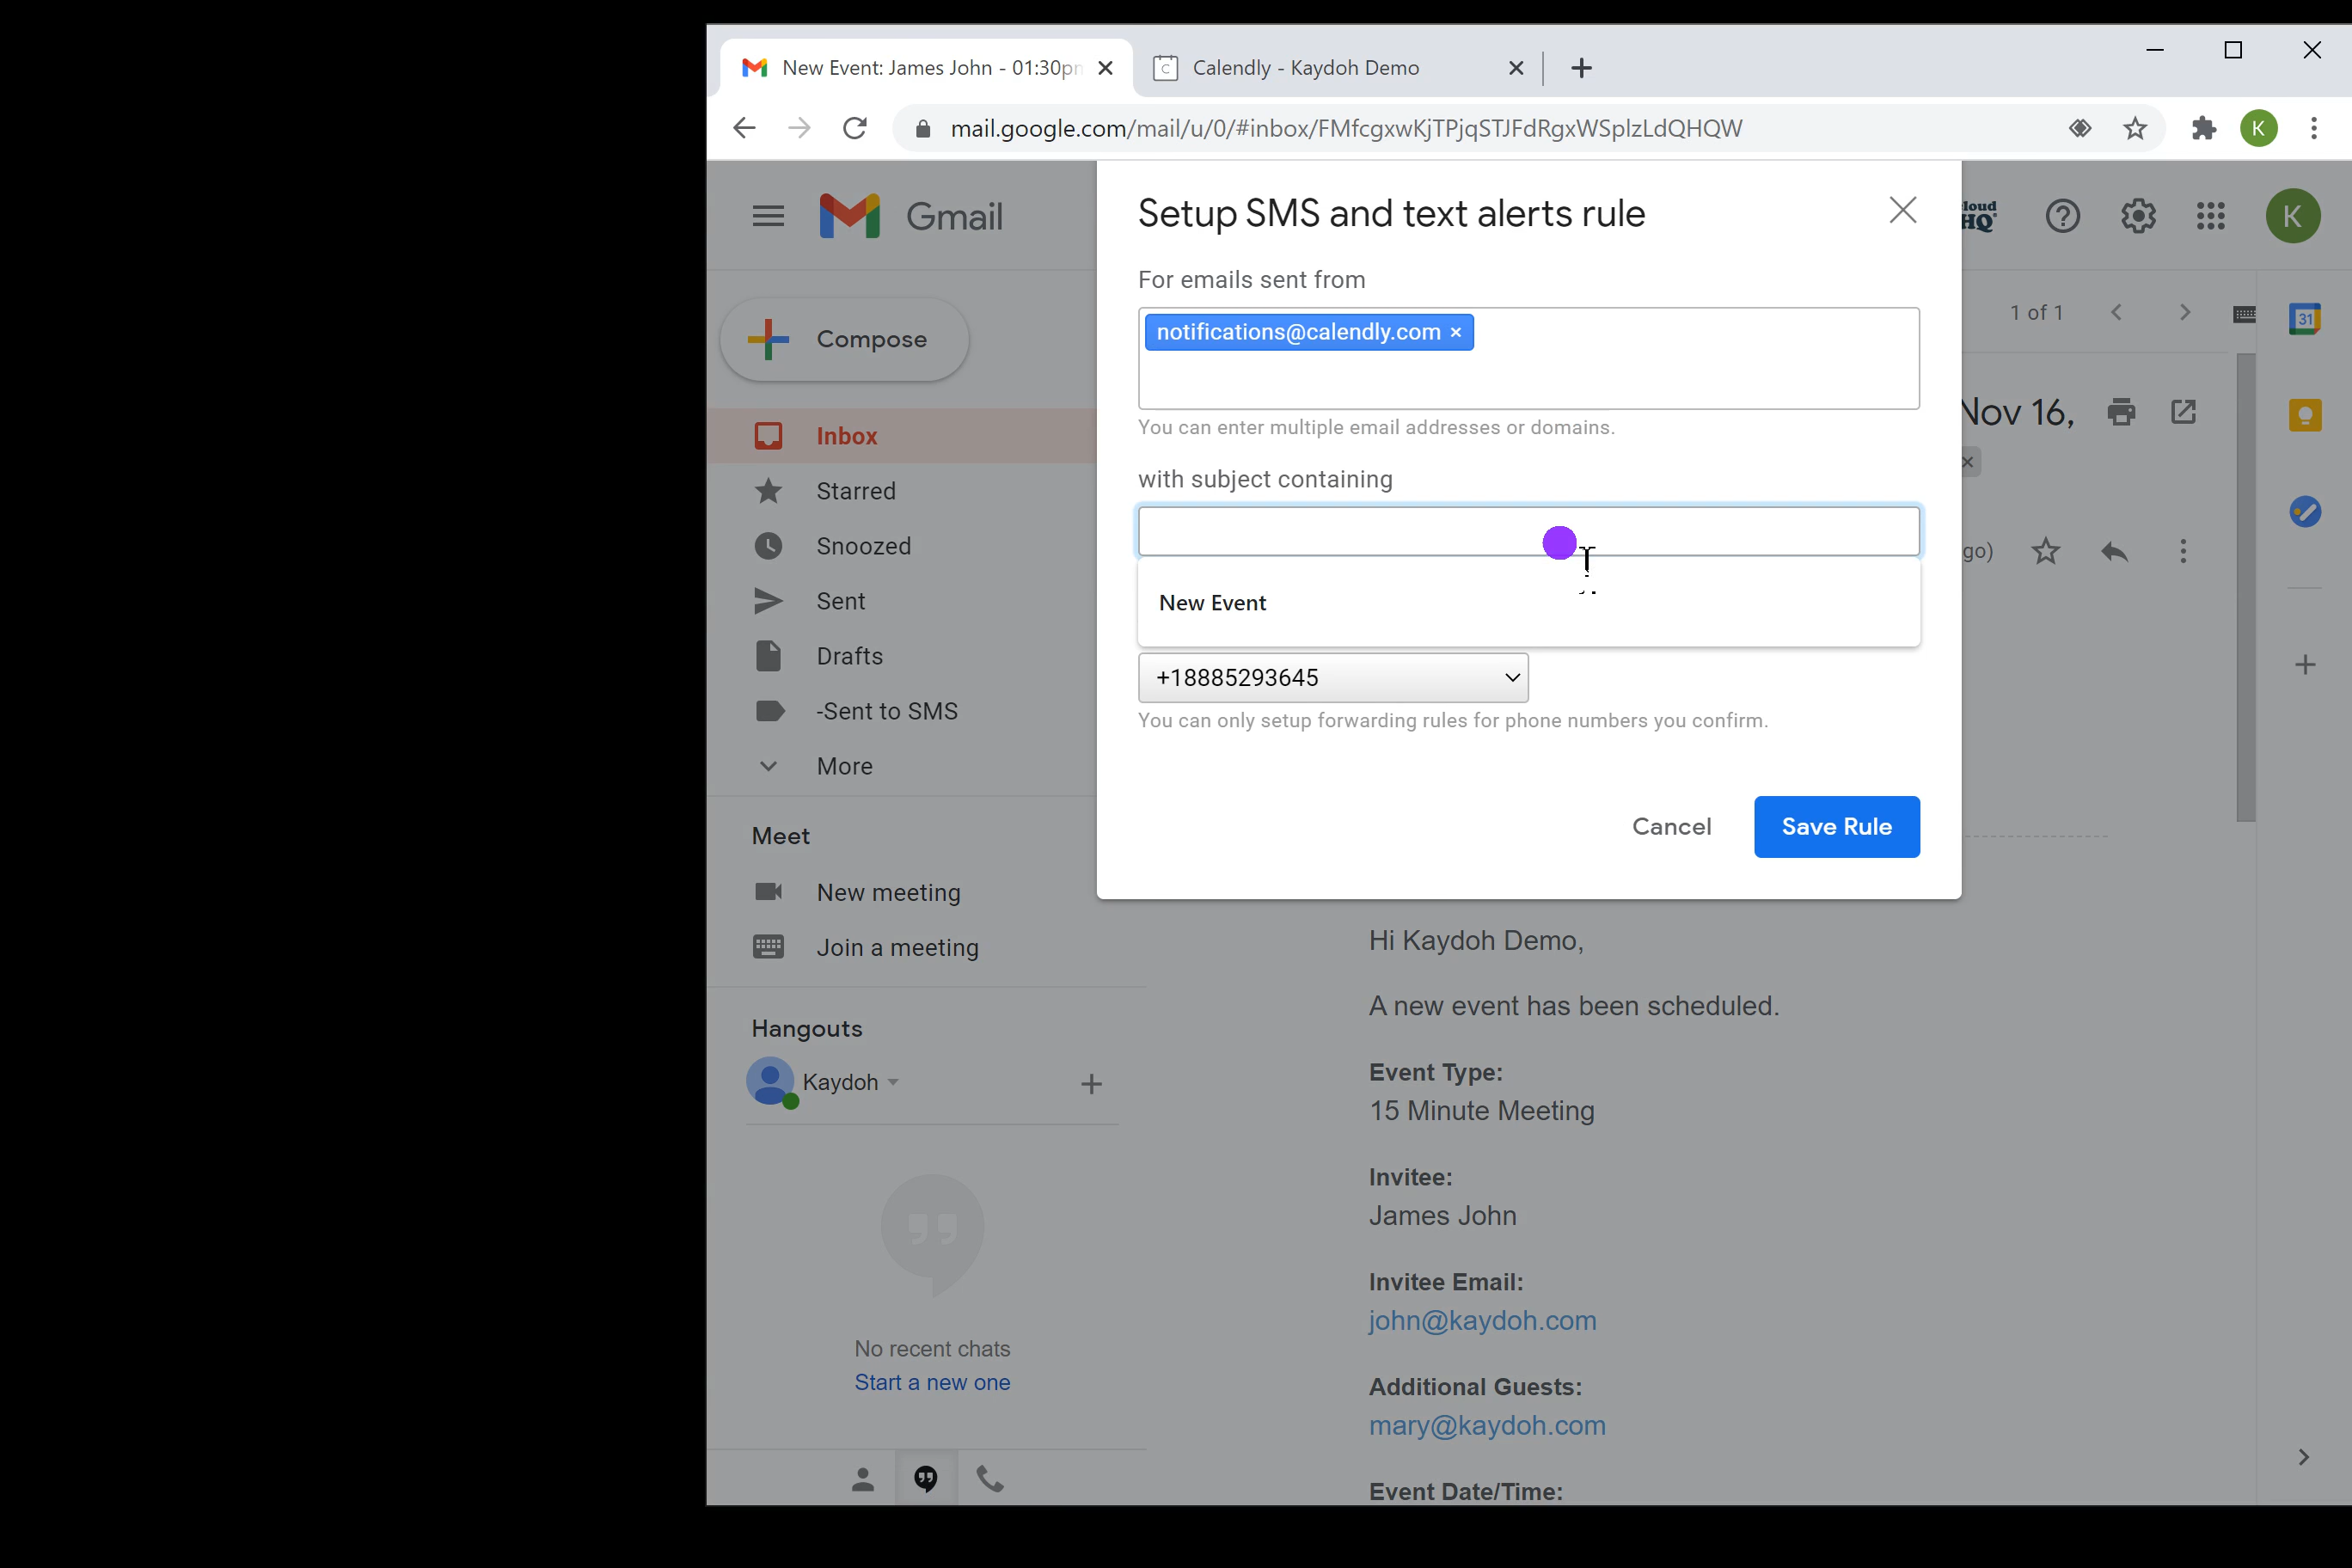 New Event: James John - 01:30pm
Calendly - Kaydoh Demo
mail.google.com/mail/u/0/#inbox/FMfcgxwKjTPjqSTJFdRgxWSplzLdQHQW
K
Gmail
loud
HQ
K
Compose
Inbox
Starred
Snoozed
Sent
Drafts
-Sent to SMS
More
Meet
New meeting
Join a meeting
Hangouts
Kaydoh
No recent chats
Start a new one
Setup SMS and text alerts rule
For emails sent from
notifications@calendly.com ×
You can enter multiple email addresses or domains.
with subject containing
New Event
+18885293645
You can only setup forwarding rules for phone numbers you confirm.
Cancel
Save Rule
1 of 1
Nov 16,
go)
31
Hi Kaydoh Demo,
A new event has been scheduled.
Event Type:
15 Minute Meeting
Invitee:
James John
Invitee Email:
john@kaydoh.com
Additional Guests:
mary@kaydoh.com
Event Date/Time: